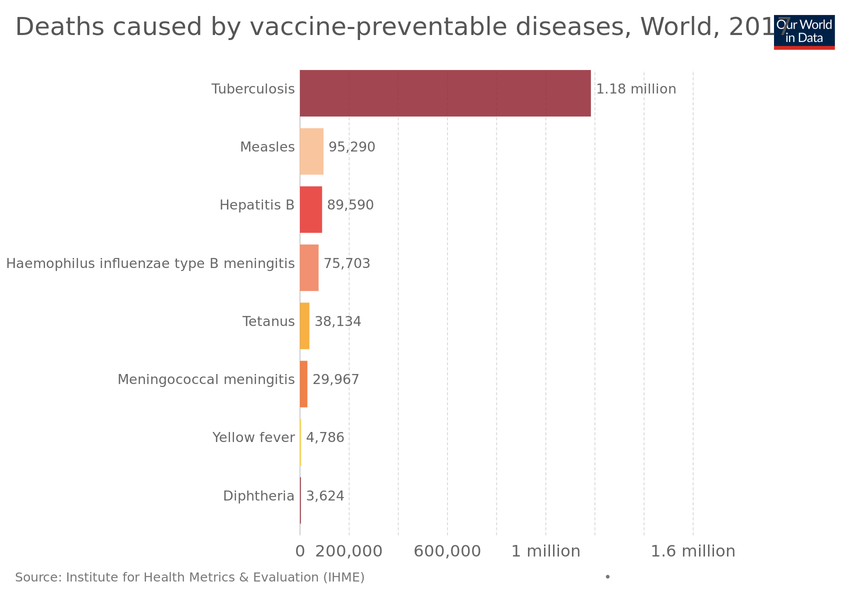 Deaths caused by vaccine-preventable diseases, World, 2017
Our World
in Data
Tuberculosis 1.18 million
Measles 95,290
Hepatitis B 89,590
Haemophilus influenzae type B meningitis 75,703
Tetanus 38,134
Meningococcal meningitis 29,967
Yellow fever 4,786
Diphtheria 3,624
0 200,000 600,000 1 million 1.6 million
Source: Institute for Health Metrics & Evaluation (IHME) •